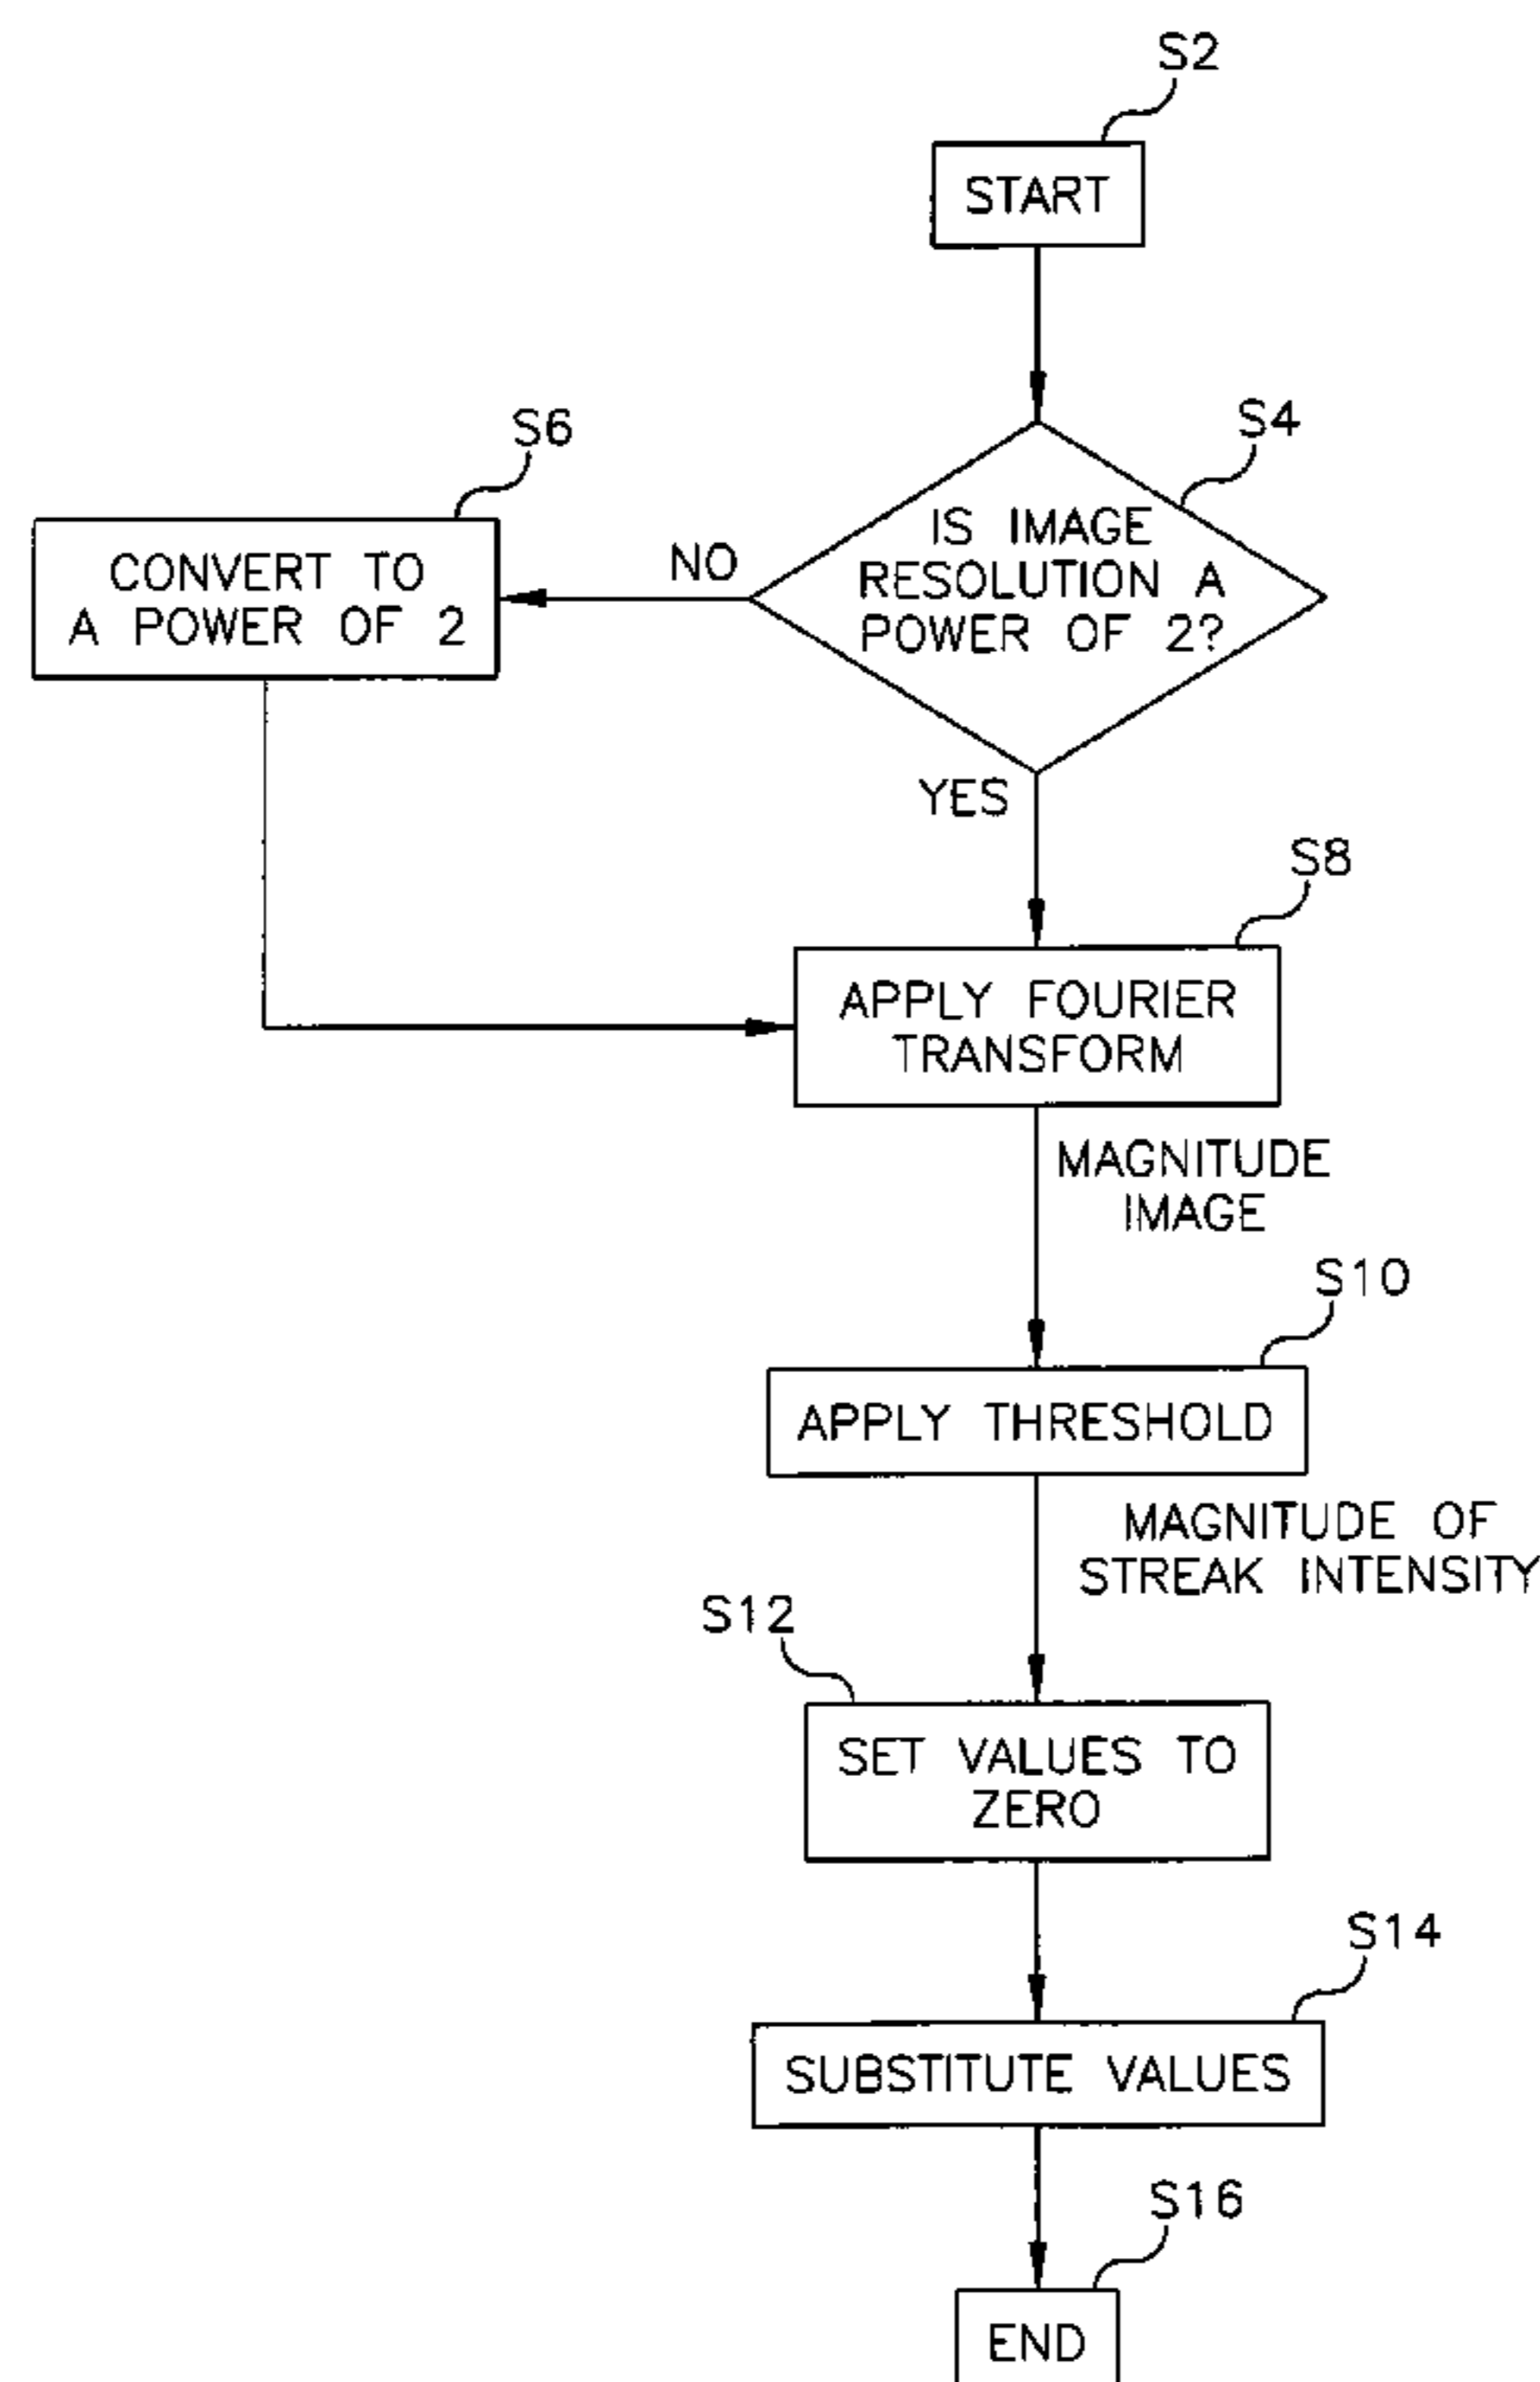 S2
START
S4
IS IMAGE
RESOLUTION A
POWER OF 2?
NO
S6
CONVERT TO
A POWER OF 2
YES
S8
APPLY FOURIER
TRANSFORM
MAGNITUDE
IMAGE
S10
APPLY THRESHOLD
MAGNITUDE OF
STREAK INTENSITY
S12
SET VALUES TO
ZERO
S14
SUBSTITUTE VALUES
S16
END